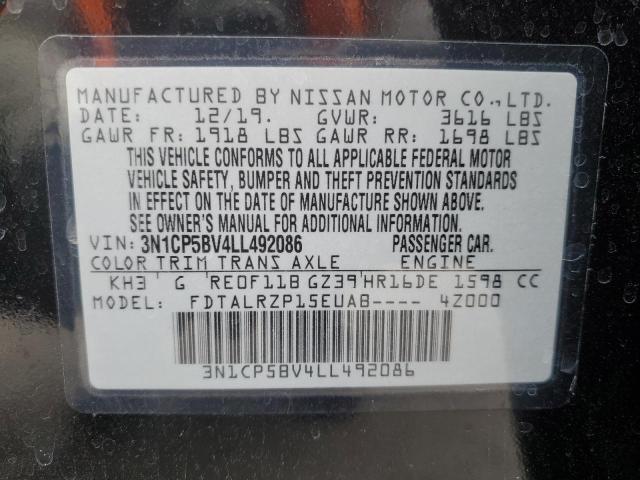 MANUFACTURED BY NISSAN MOTOR CO.,LTD.
DATE: 12/19. GVWR: 3616 LBS
GAWR FR: 1918 LBS GAWR RR: 1698 LBS
THIS VEHICLE CONFORMS TO ALL APPLICABLE FEDERAL MOTOR
VEHICLE SAFETY, BUMPER AND THEFT PREVENTION STANDARDS
IN EFFECT ON THE DATE OF MANUFACTURE SHOWN ABOVE.
SEE OWNER'S MANUAL FOR ADDITIONAL INFORMATION.
VIN: 3N1CP5BV4LL492086 PASSENGER CAR.
COLOR TRIM TRANS AXLE ENGINE
KH3 G RE0F11B GZ39 HR16DE 1598 CC
MODEL: FDTALRZP15EUAB---- 4Z000
3N1CP5BV4LL492086